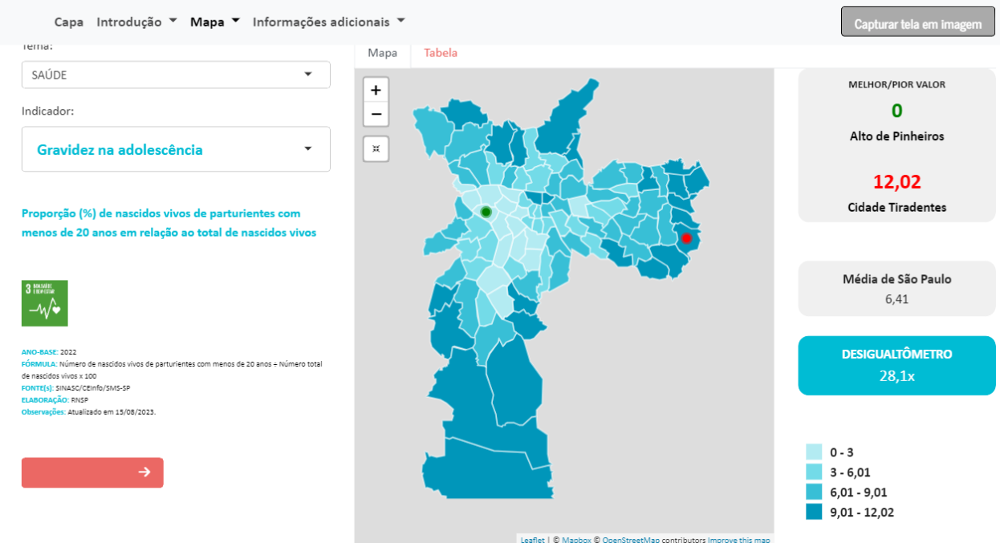 Capa Introdução Mapa Informações adicionais
Capturar tela em imagem
Tema:
SAÚDE
Indicador:
Gravidez na adolescência
Proporção (%) de nascidos vivos de parturientes com
menos de 20 anos em relação ao total de nascidos vivos
3 BOA SAÚDE
E BEM-ESTAR
ANO-BASE: 2022
FÓRMULA: Número de nascidos vivos de parturientes com menos de 20 anos ÷ Número total
de nascidos vivos x 100
FONTE(s): SINASC/CEInfo/SMS-SP
ELABORAÇÃO: RNSP
Observações: Atualizado em 15/08/2023.
Mapa Tabela
+
−
Leaflet | © Mapbox © OpenStreetMap contributors Improve this map
MELHOR/PIOR VALOR
0
Alto de Pinheiros
12,02
Cidade Tiradentes
Média de São Paulo
6,41
DESIGUALTÔMETRO
28,1x
0 - 3
3 - 6,01
6,01 - 9,01
9,01 - 12,02